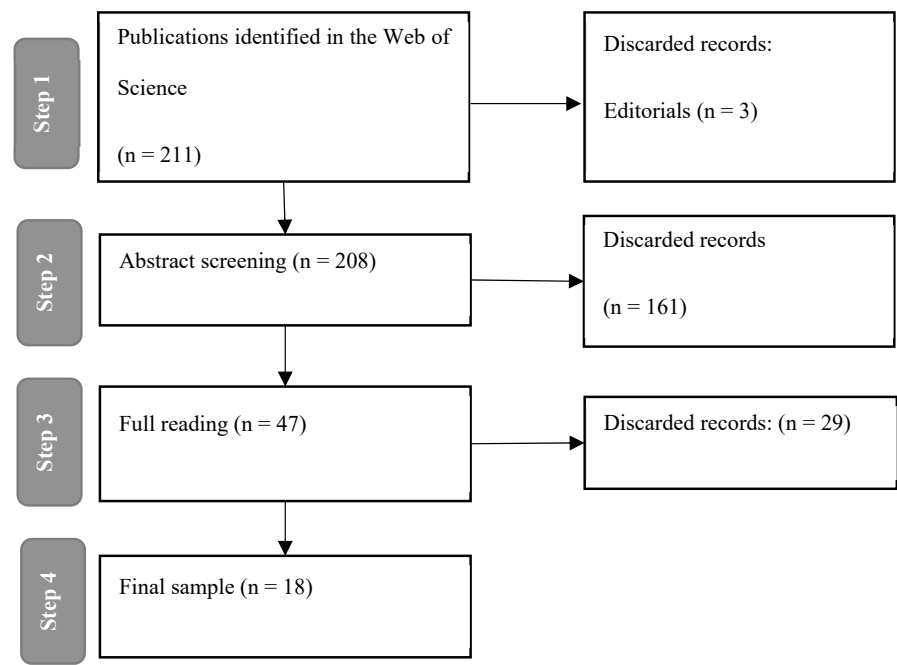 Step 1
Publications identified in the Web of
Science
(n = 211)
Discarded records:
Editorials (n = 3)
Step 2
Abstract screening (n = 208)
Discarded records
(n = 161)
Step 3
Full reading (n = 47)
Discarded records: (n = 29)
Step 4
Final sample (n = 18)